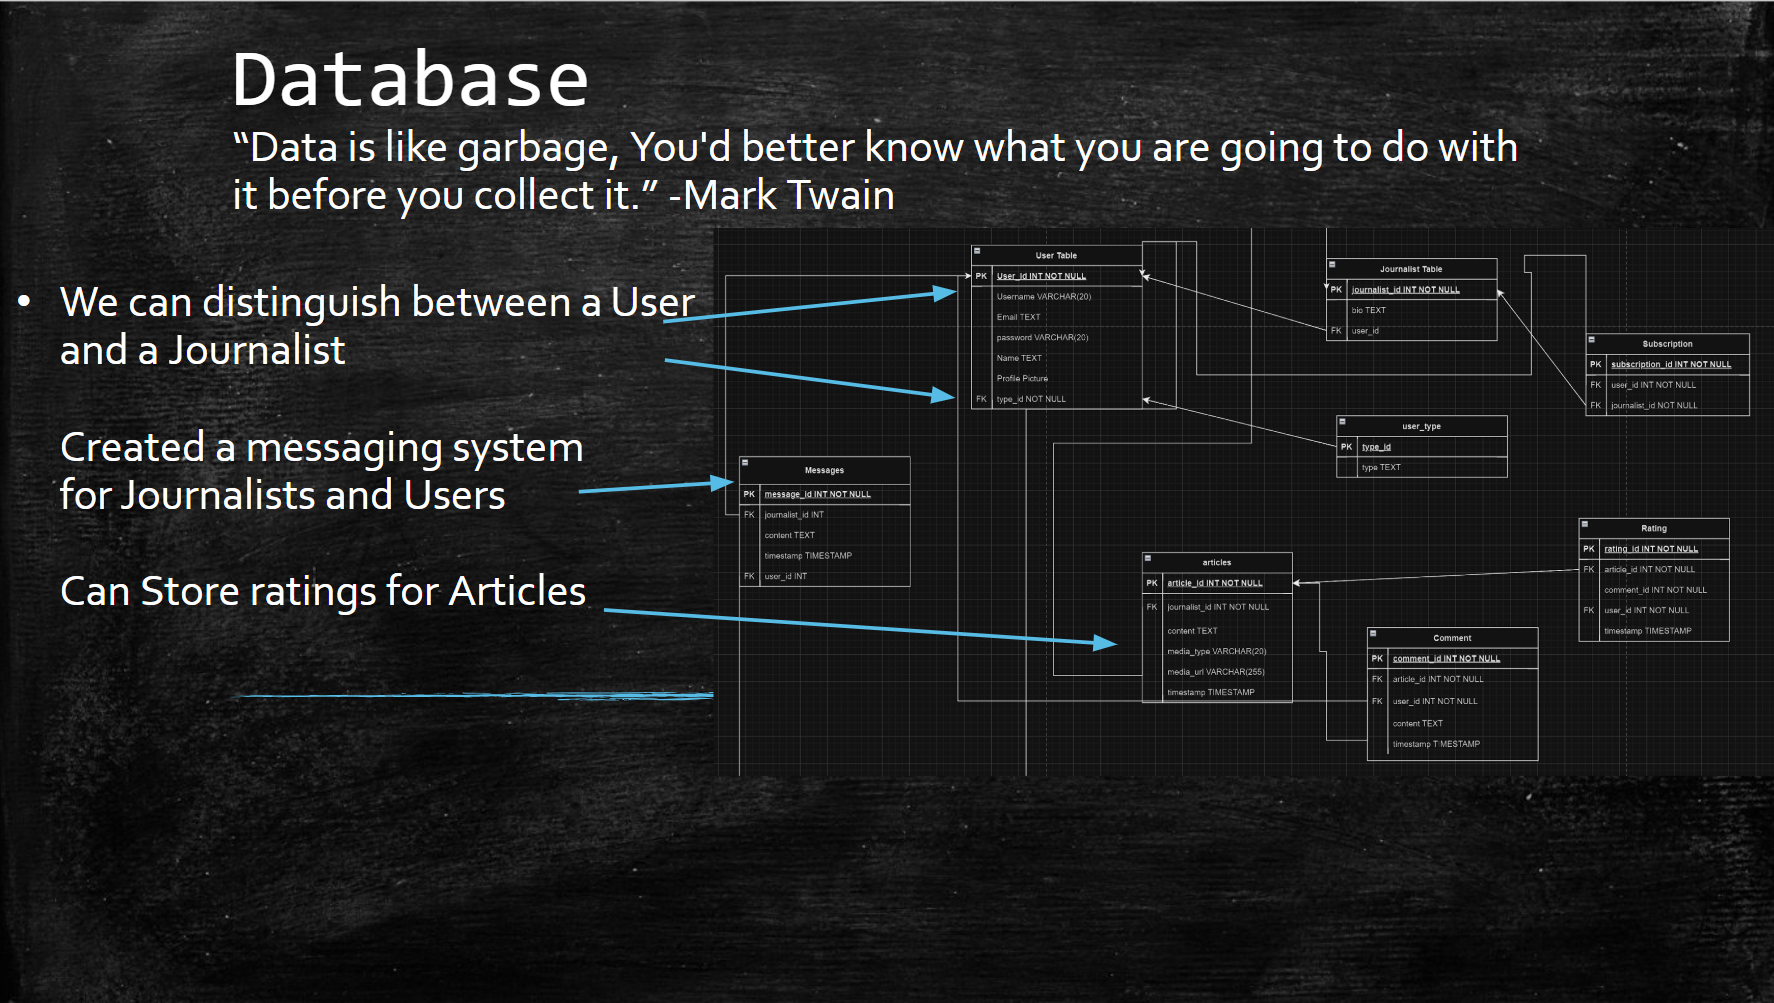 Database
“Data is like garbage, You'd better know what you are going to do with
it before you collect it.” -Mark Twain
• We can distinguish between a User
and a Journalist
Created a messaging system
for Journalists and Users
Can Store ratings for Articles
User Table
PK User_id INT NOT NULL
Username VARCHAR(20)
Email TEXT
password VARCHAR(20)
Name TEXT
Profile Picture
FK type_id NOT NULL
Journalist Table
PK journalist_id INT NOT NULL
bio TEXT
FK user_id
Subscription
PK subscription_id INT NOT NULL
FK user_id INT NOT NULL
FK journalist_id NOT NULL
user_type
PK type_id
type TEXT
Messages
PK message_id INT NOT NULL
FK journalist_id INT
content TEXT
timestamp TIMESTAMP
FK user_id INT
articles
PK article_id INT NOT NULL
FK journalist_id INT NOT NULL
content TEXT
media_type VARCHAR(20)
media_url VARCHAR(255)
timestamp TIMESTAMP
Rating
PK rating_id INT NOT NULL
FK article_id INT NOT NULL
comment_id INT NOT NULL
FK user_id INT NOT NULL
timestamp TIMESTAMP
Comment
PK comment_id INT NOT NULL
FK article_id INT NOT NULL
FK user_id INT NOT NULL
content TEXT
timestamp TIMESTAMP